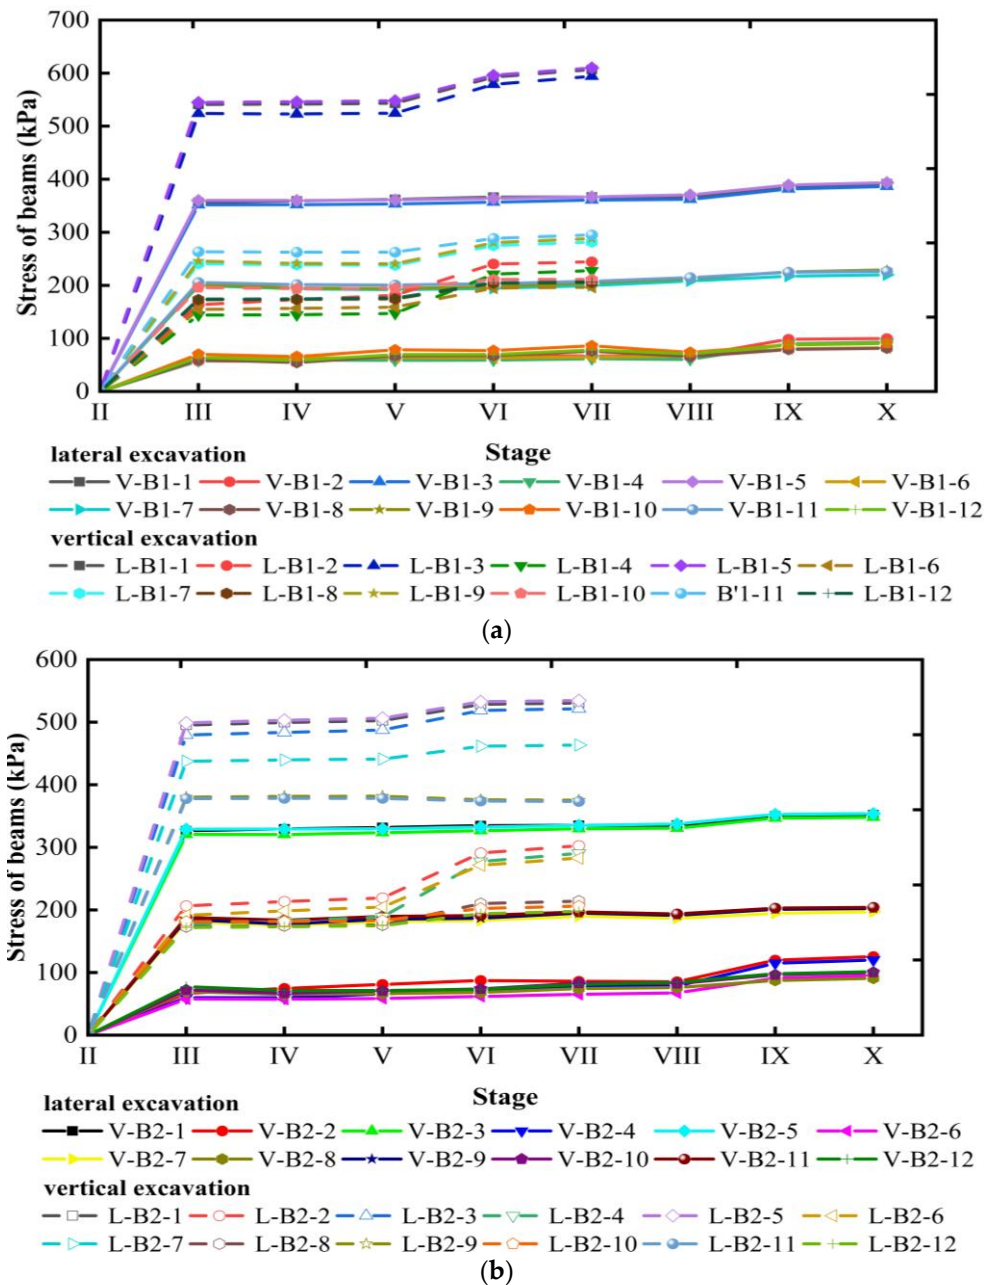 (a)
700
600
500
400
300
200
100
0
Stress of beams (kPa)
II III IV V VI VII VIII IX X
Stage
lateral excavation
V-B1-1 V-B1-2 V-B1-3 V-B1-4 V-B1-5 V-B1-6
V-B1-7 V-B1-8 V-B1-9 V-B1-10 V-B1-11 V-B1-12
vertical excavation
L-B1-1 L-B1-2 L-B1-3 L-B1-4 L-B1-5 L-B1-6
L-B1-7 L-B1-8 L-B1-9 L-B1-10 B'1-11 L-B1-12
(a)
600
500
400
300
200
100
0
Stress of beams (kPa)
II III IV V VI VII VIII IX X
Stage
lateral excavation
V-B2-1 V-B2-2 V-B2-3 V-B2-4 V-B2-5 V-B2-6
V-B2-7 V-B2-8 V-B2-9 V-B2-10 V-B2-11 V-B2-12
vertical excavation
L-B2-1 L-B2-2 L-B2-3 L-B2-4 L-B2-5 L-B2-6
L-B2-7 L-B2-8 L-B2-9 L-B2-10 L-B2-11 L-B2-12
(b)